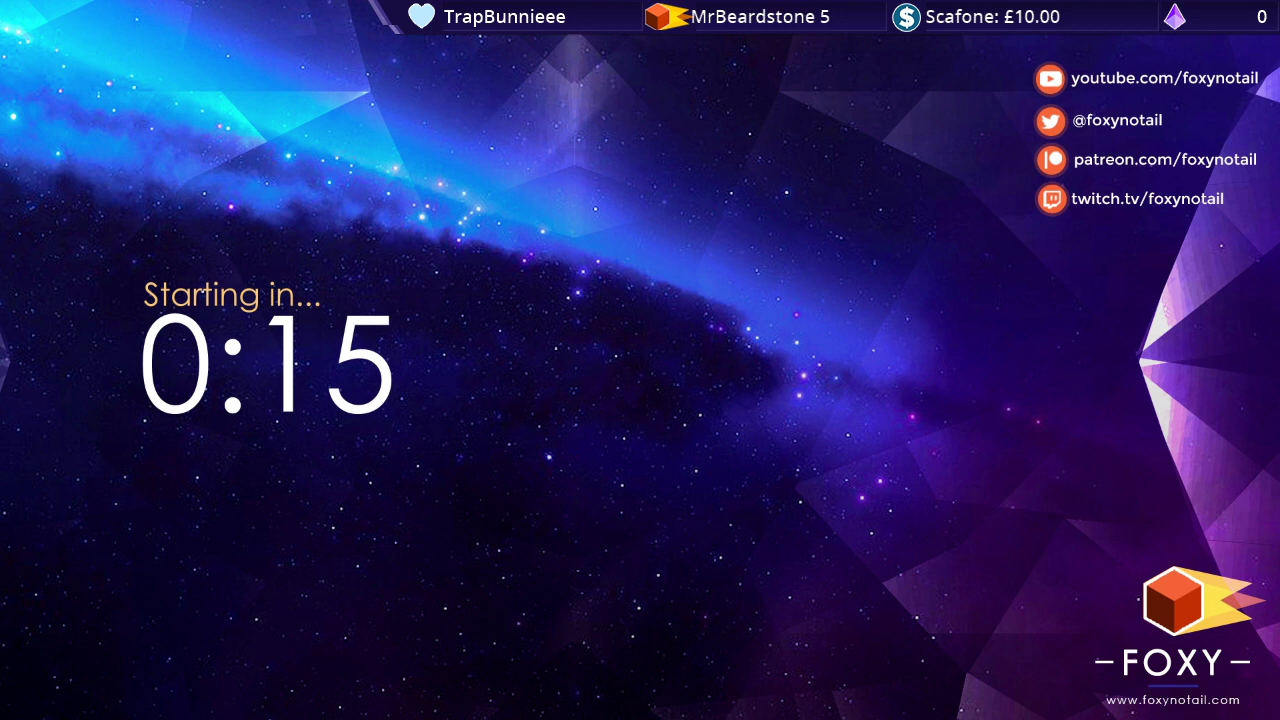 TrapBunnieee
MrBeardstone 5
Scafone: £10.00
0
youtube.com/foxynotail
@foxynotail
patreon.com/foxynotail
twitch.tv/foxynotail
Starting in...
0:15
FOXY
www.foxynotail.com